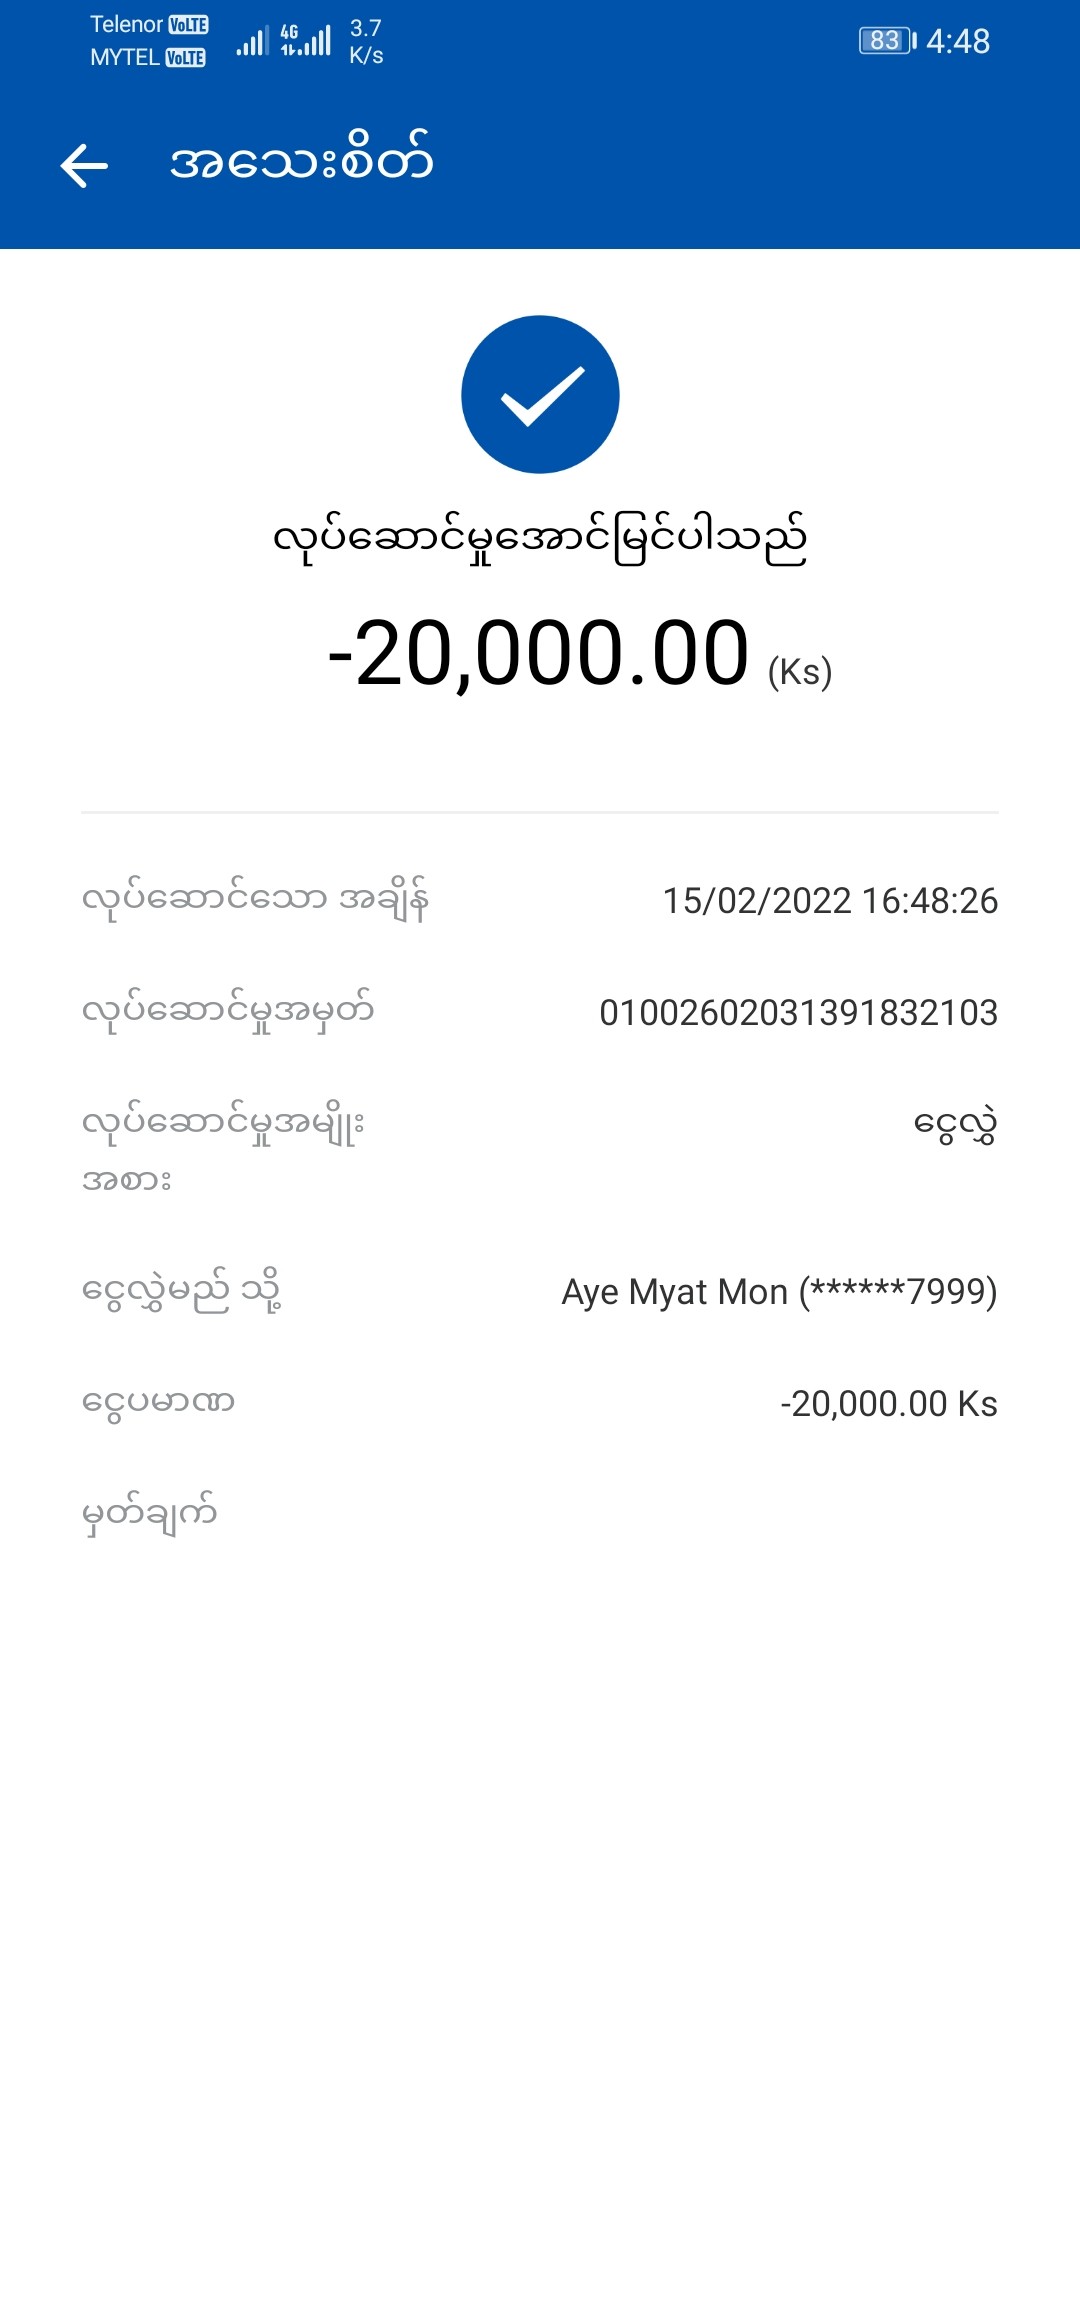 Telenor VoLTE
MYTEL VoLTE
4G
3.7
K/s
83
4:48
အသေးစိတ်
လုပ်ဆောင်မှုအောင်မြင်ပါသည်
-20,000.00 (Ks)
လုပ်ဆောင်သော အချိန် 15/02/2022 16:48:26
လုပ်ဆောင်မှုအမှတ် 01002602031391832103
လုပ်ဆောင်မှုအမျိုး ငွေလွှဲ
အစား
ငွေလွှဲမည် သို့ Aye Myat Mon (******7999)
ငွေပမာဏ -20,000.00 Ks
မှတ်ချက်